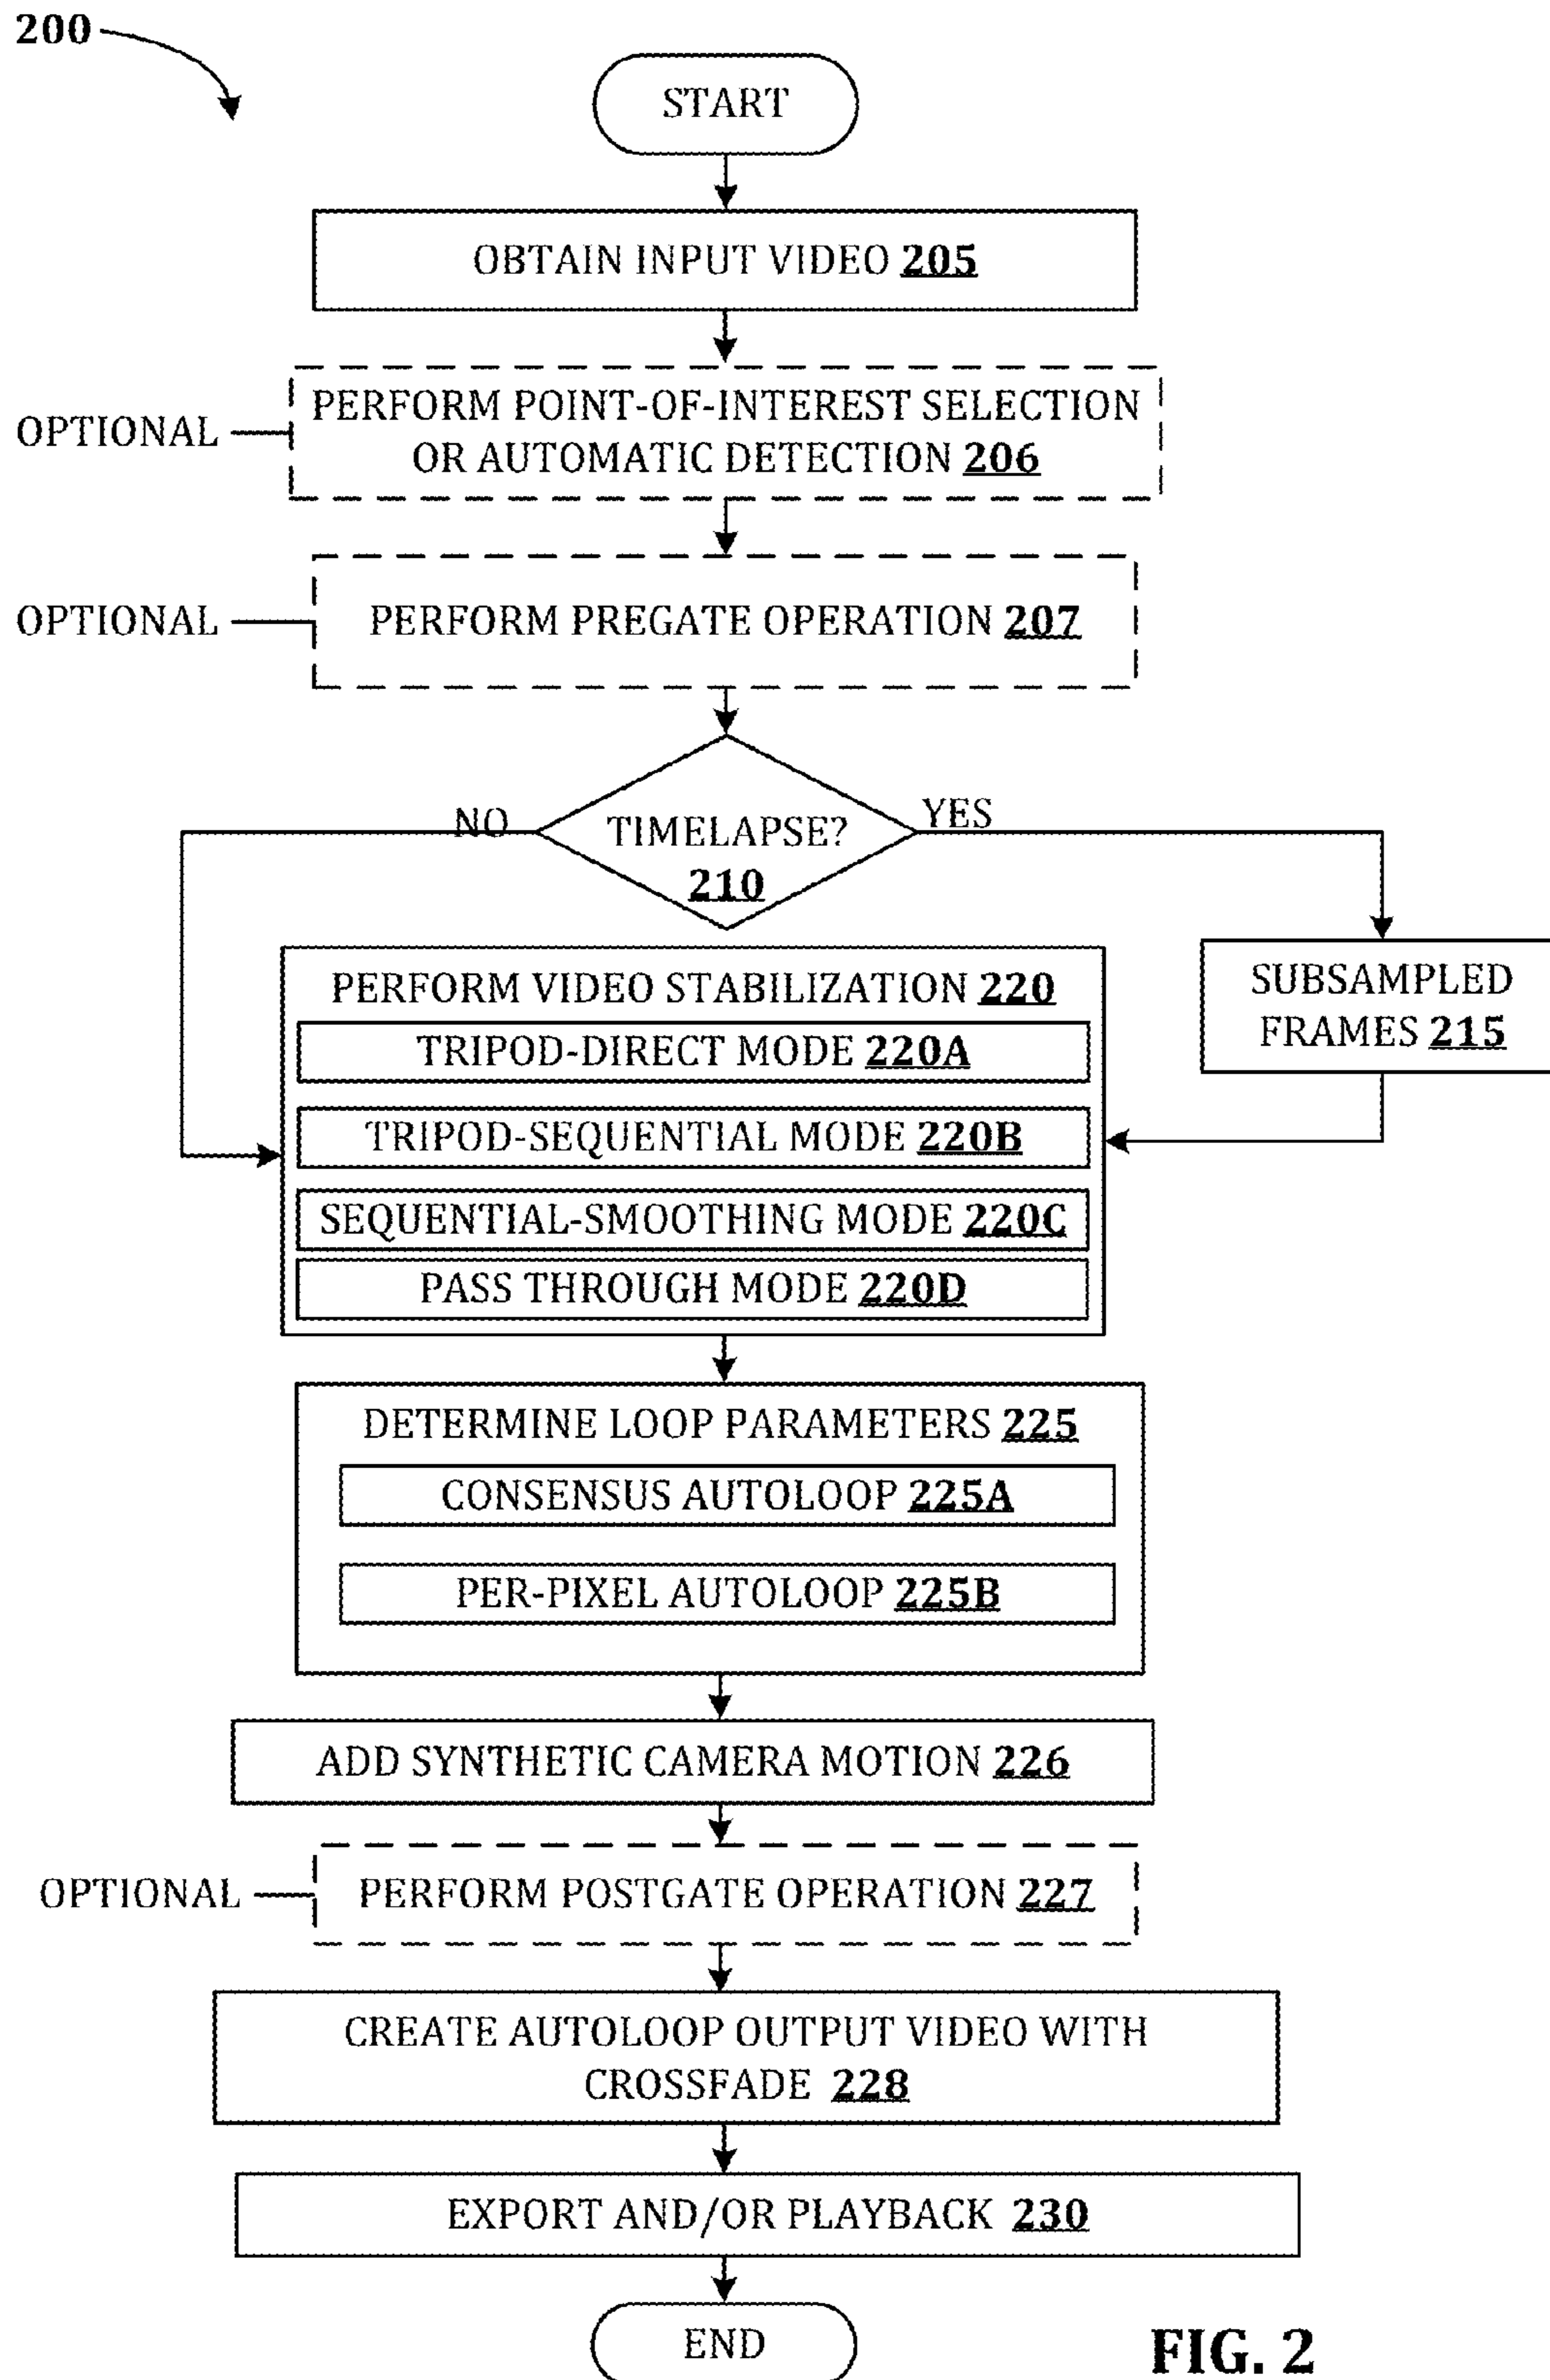 200
START
OBTAIN INPUT VIDEO 205
OPTIONAL
PERFORM POINT-OF-INTEREST SELECTION
OR AUTOMATIC DETECTION 206
OPTIONAL
PERFORM PREGATE OPERATION 207
NO
YES
TIMELAPSE?
210
SUBSAMPLED
FRAMES 215
PERFORM VIDEO STABILIZATION 220
TRIPOD-DIRECT MODE 220A
TRIPOD-SEQUENTIAL MODE 220B
SEQUENTIAL-SMOOTHING MODE 220C
PASS THROUGH MODE 220D
DETERMINE LOOP PARAMETERS 225
CONSENSUS AUTOLOOP 225A
PER-PIXEL AUTOLOOP 225B
ADD SYNTHETIC CAMERA MOTION 226
OPTIONAL
PERFORM POSTGATE OPERATION 227
CREATE AUTOLOOP OUTPUT VIDEO WITH
CROSSFADE 228
EXPORT AND/OR PLAYBACK 230
END
FIG. 2